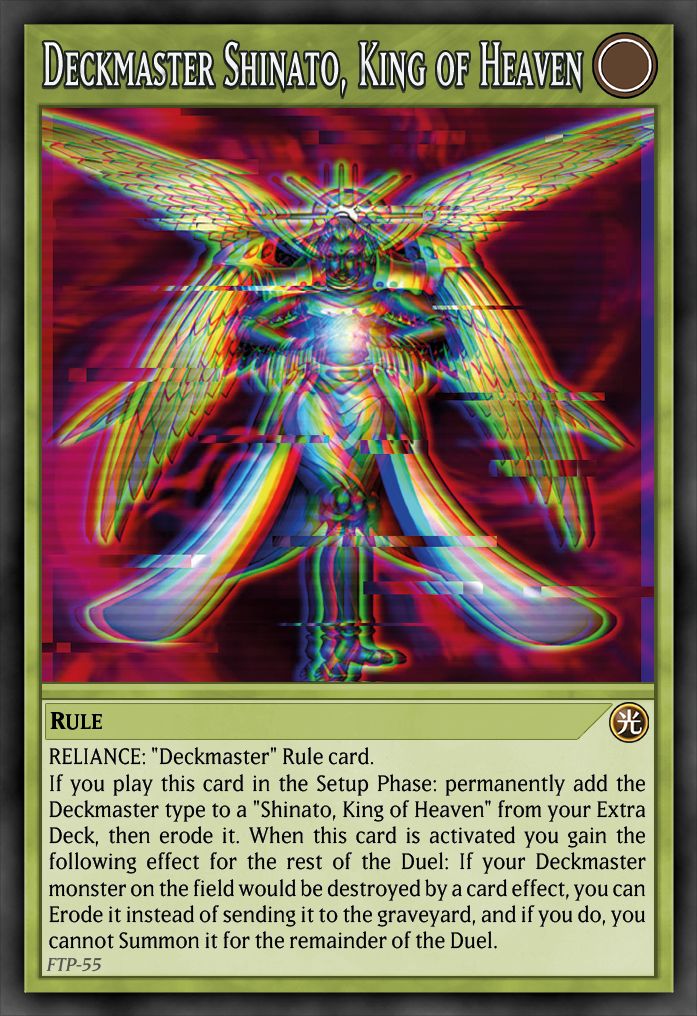 Deckmaster Shinato, King of Heaven
Rule
光
RELIANCE: "Deckmaster" Rule card.
If you play this card in the Setup Phase: permanently add the
Deckmaster type to a "Shinato, King of Heaven" from your Extra
Deck, then erode it. When this card is activated you gain the
following effect for the rest of the Duel: If your Deckmaster
monster on the field would be destroyed by a card effect, you can
Erode it instead of sending it to the graveyard, and if you do, you
cannot Summon it for the remainder of the Duel.
FTP-55